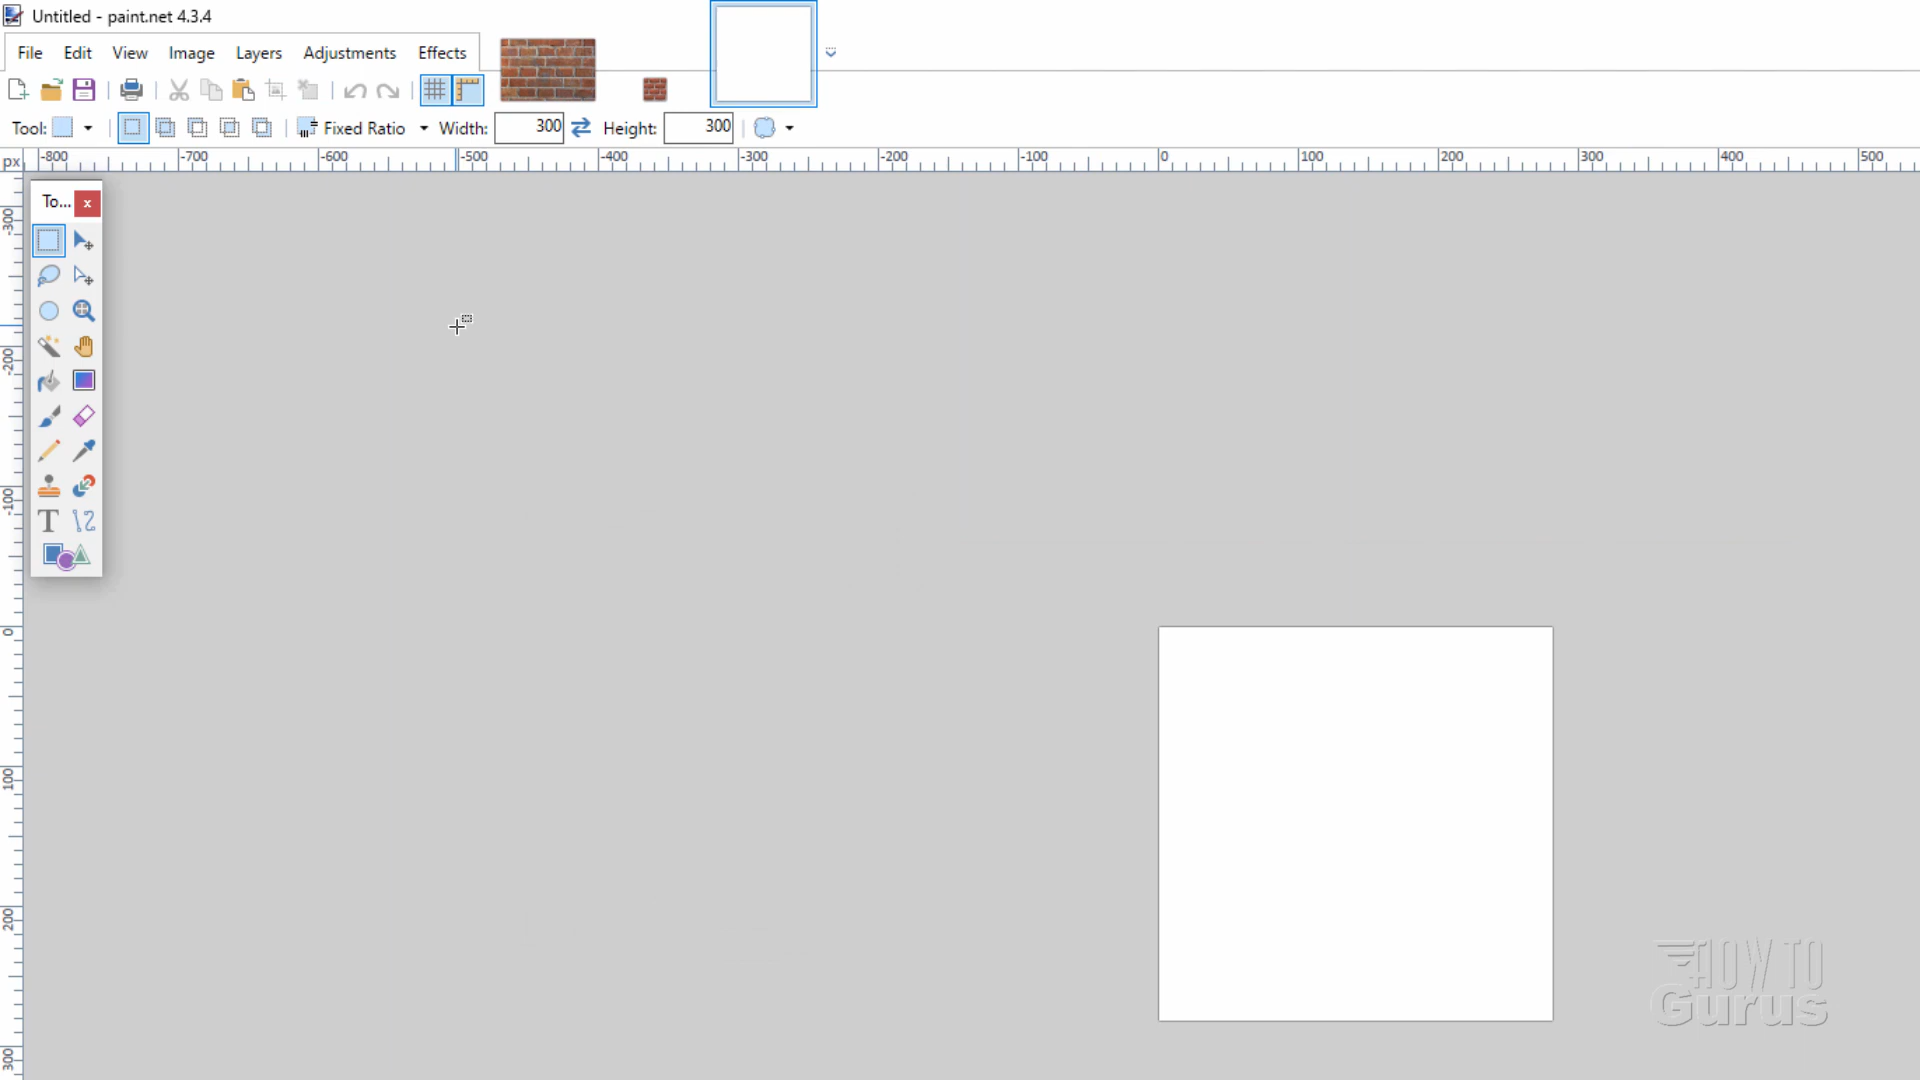 Untitled - paint.net 4.3.4
File Edit View Image Layers Adjustments Effects
Tool: Fixed Ratio Width: 300 Height: 300
px -800 -700 -600 -500 -400 -300 -200 -100 0 100 200 300 400 500
To... x
-300
-200
-100
0
100
200
300
T
HOW TO
Gurus